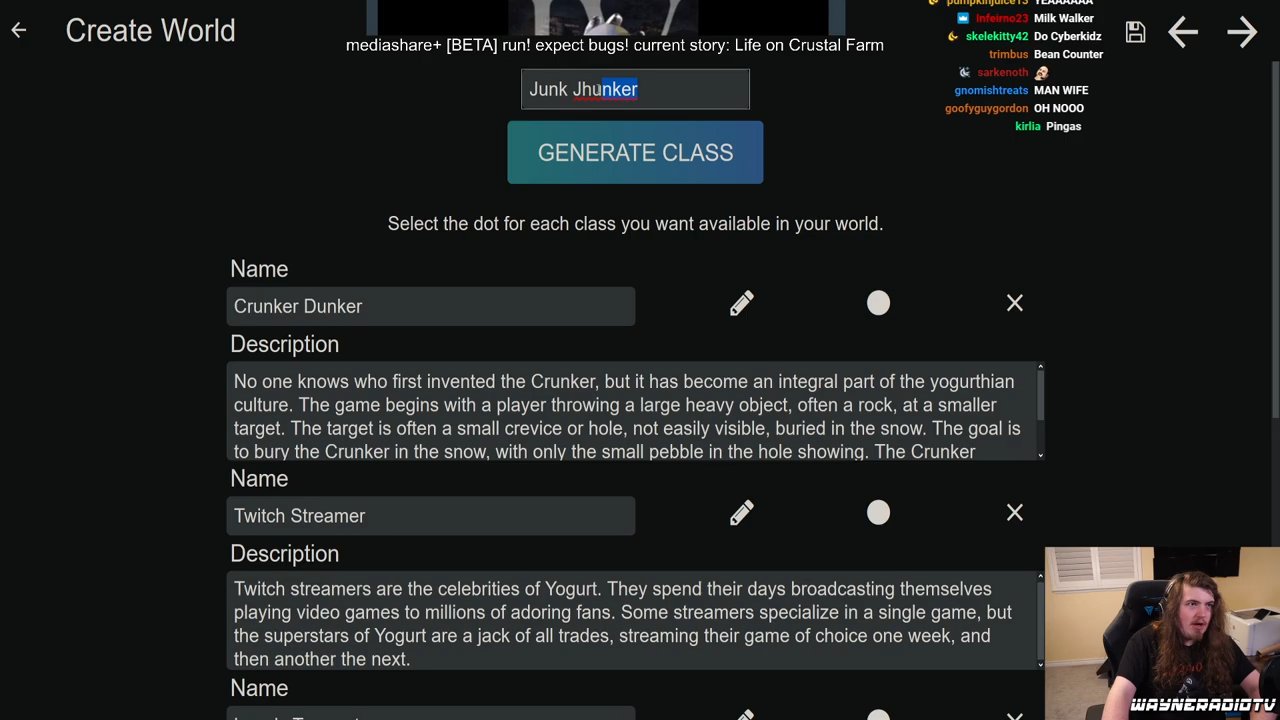 Create World
mediashare+ [BETA] run! expect bugs! current story: Life on Crustal Farm
pumpkinjuice13 YEAAAAAA
Infeirno23 Milk Walker
skelekitty42 Do Cyberkidz
trimbus Bean Counter
sarkenoth
gnomishtreats MAN WIFE
goofyguygordon OH NOOO
kirlia Pingas
Junk Jhunker
GENERATE CLASS
Select the dot for each class you want available in your world.
Name
Crunker Dunker
Description
No one knows who first invented the Crunker, but it has become an integral part of the yogurthian
culture. The game begins with a player throwing a large heavy object, often a rock, at a smaller
target. The target is often a small crevice or hole, not easily visible, buried in the snow. The goal is
to bury the Crunker in the snow, with only the small pebble in the hole showing. The Crunker
Name
Twitch Streamer
Description
Twitch streamers are the celebrities of Yogurt. They spend their days broadcasting themselves
playing video games to millions of adoring fans. Some streamers specialize in a single game, but
the superstars of Yogurt are a jack of all trades, streaming their game of choice one week, and
then another the next.
Name
WAYNERADIOTV